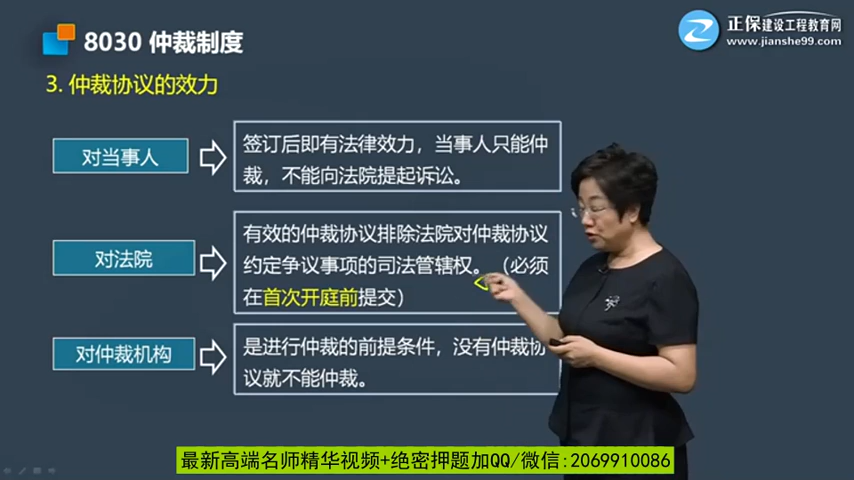 8030 仲裁制度
正保建设工程教育网
www.jianshe99.com
3. 仲裁协议的效力
对当事人
签订后即有法律效力，当事人只能仲
裁，不能向法院提起诉讼。
对法院
有效的仲裁协议排除法院对仲裁协议
约定争议事项的司法管辖权。（必须
在首次开庭前提交）
对仲裁机构
是进行仲裁的前提条件，没有仲裁协
议就不能仲裁。
最新高端名师精华视频+绝密押题加QQ/微信:2069910086